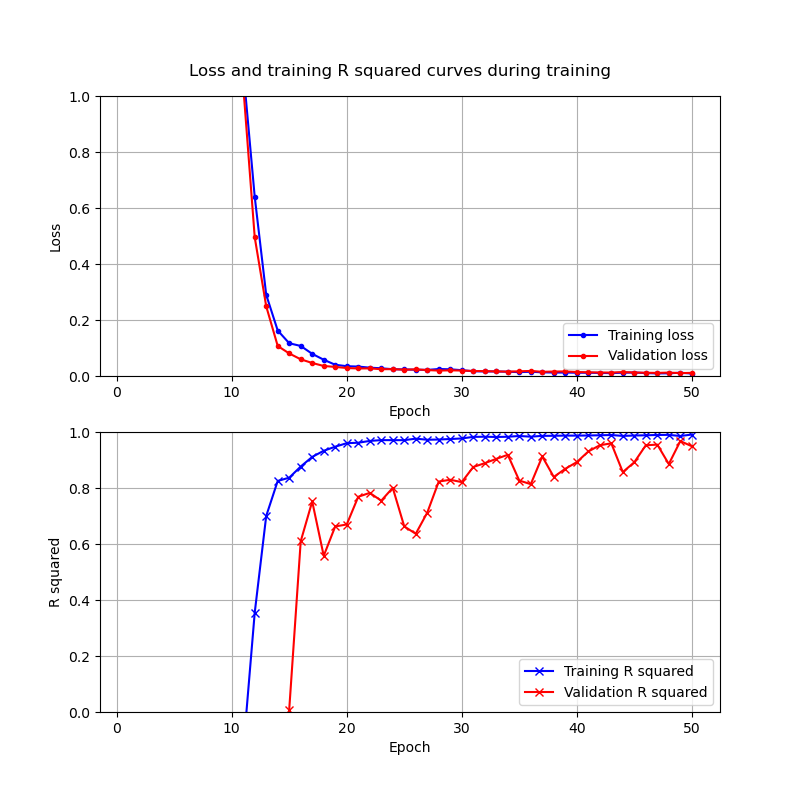 Loss and training R squared curves during training
1.0
0.8
0.6
0.4
0.2
0.0
Loss
Training loss
Validation loss
0 10 20 30 40 50
Epoch
1.0
0.8
0.6
0.4
0.2
0.0
R squared
Training R squared
Validation R squared
0 10 20 30 40 50
Epoch